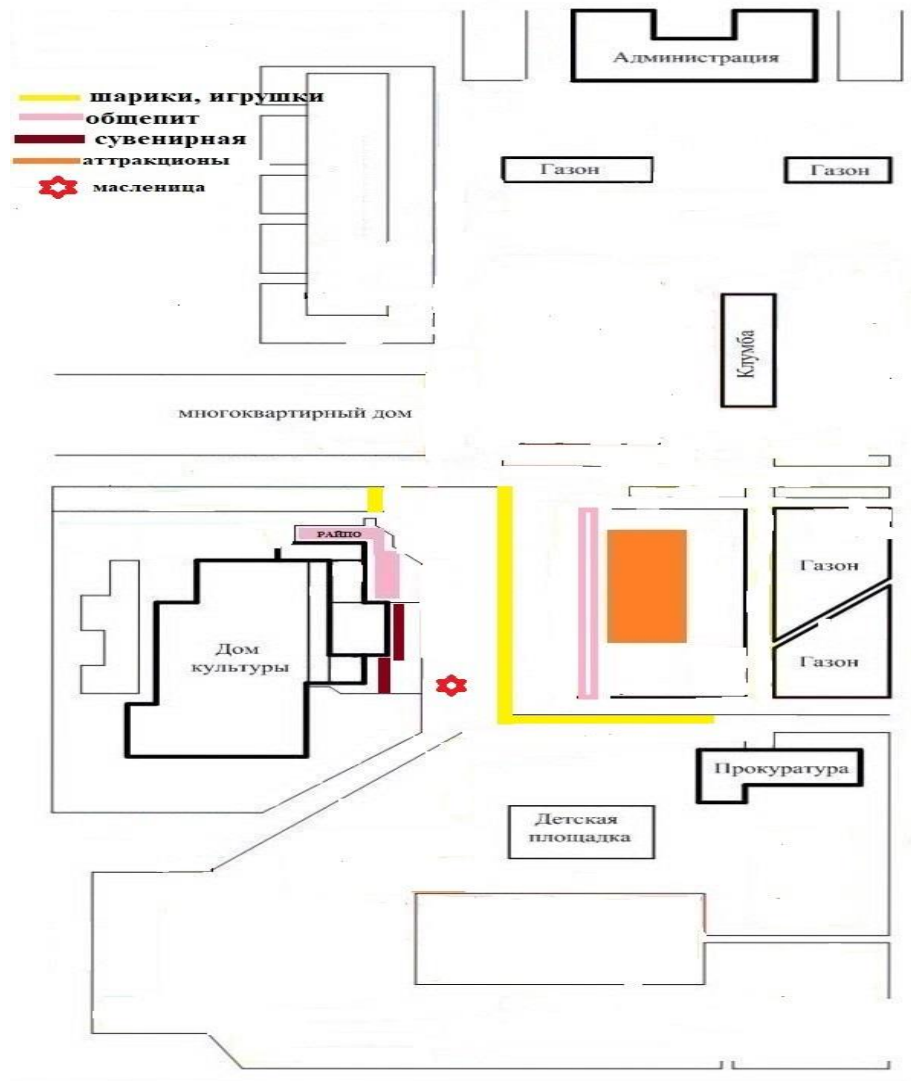 Администрация
шарики, игрушки
общепит
сувенирная
аттракционы
масленица
Газон
Газон
Клумба
многоквартирный дом
РАЙПО
Дом
культуры
Газон
Газон
Прокуратура
Детская
площадка